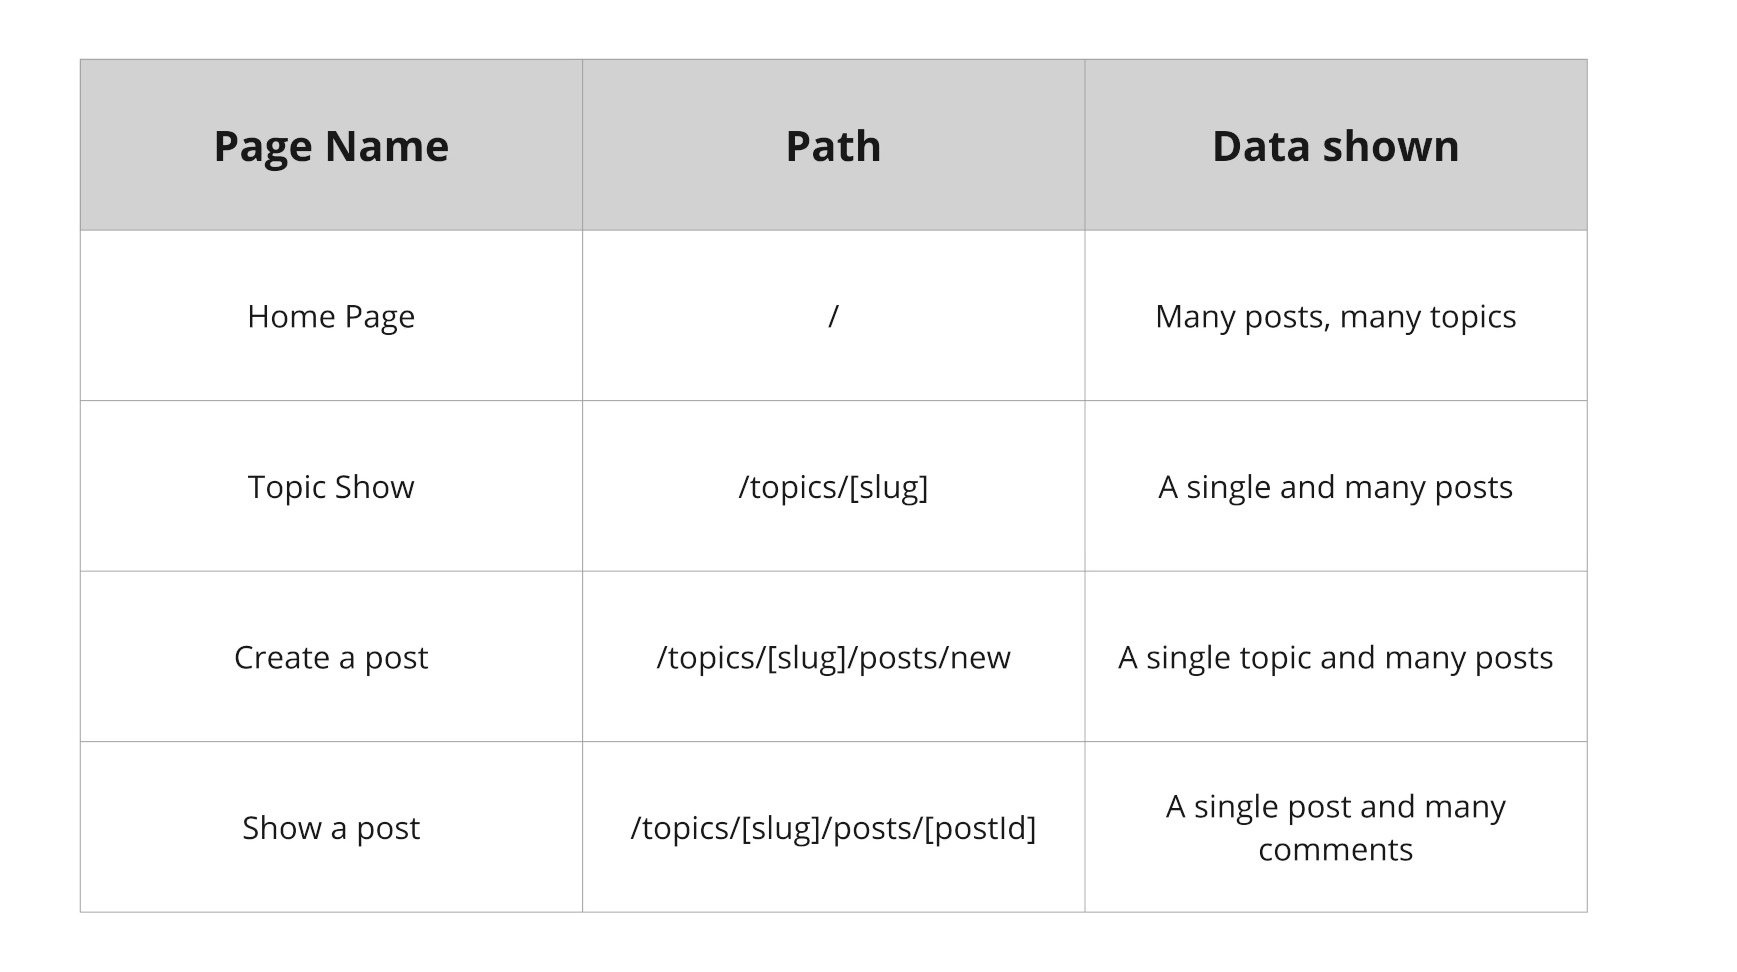 Page Name
Path
Data shown
Home Page
/
Many posts, many topics
Topic Show
/topics/[slug]
A single and many posts
Create a post
/topics/[slug]/posts/new
A single topic and many posts
Show a post
/topics/[slug]/posts/[postId]
A single post and many
comments